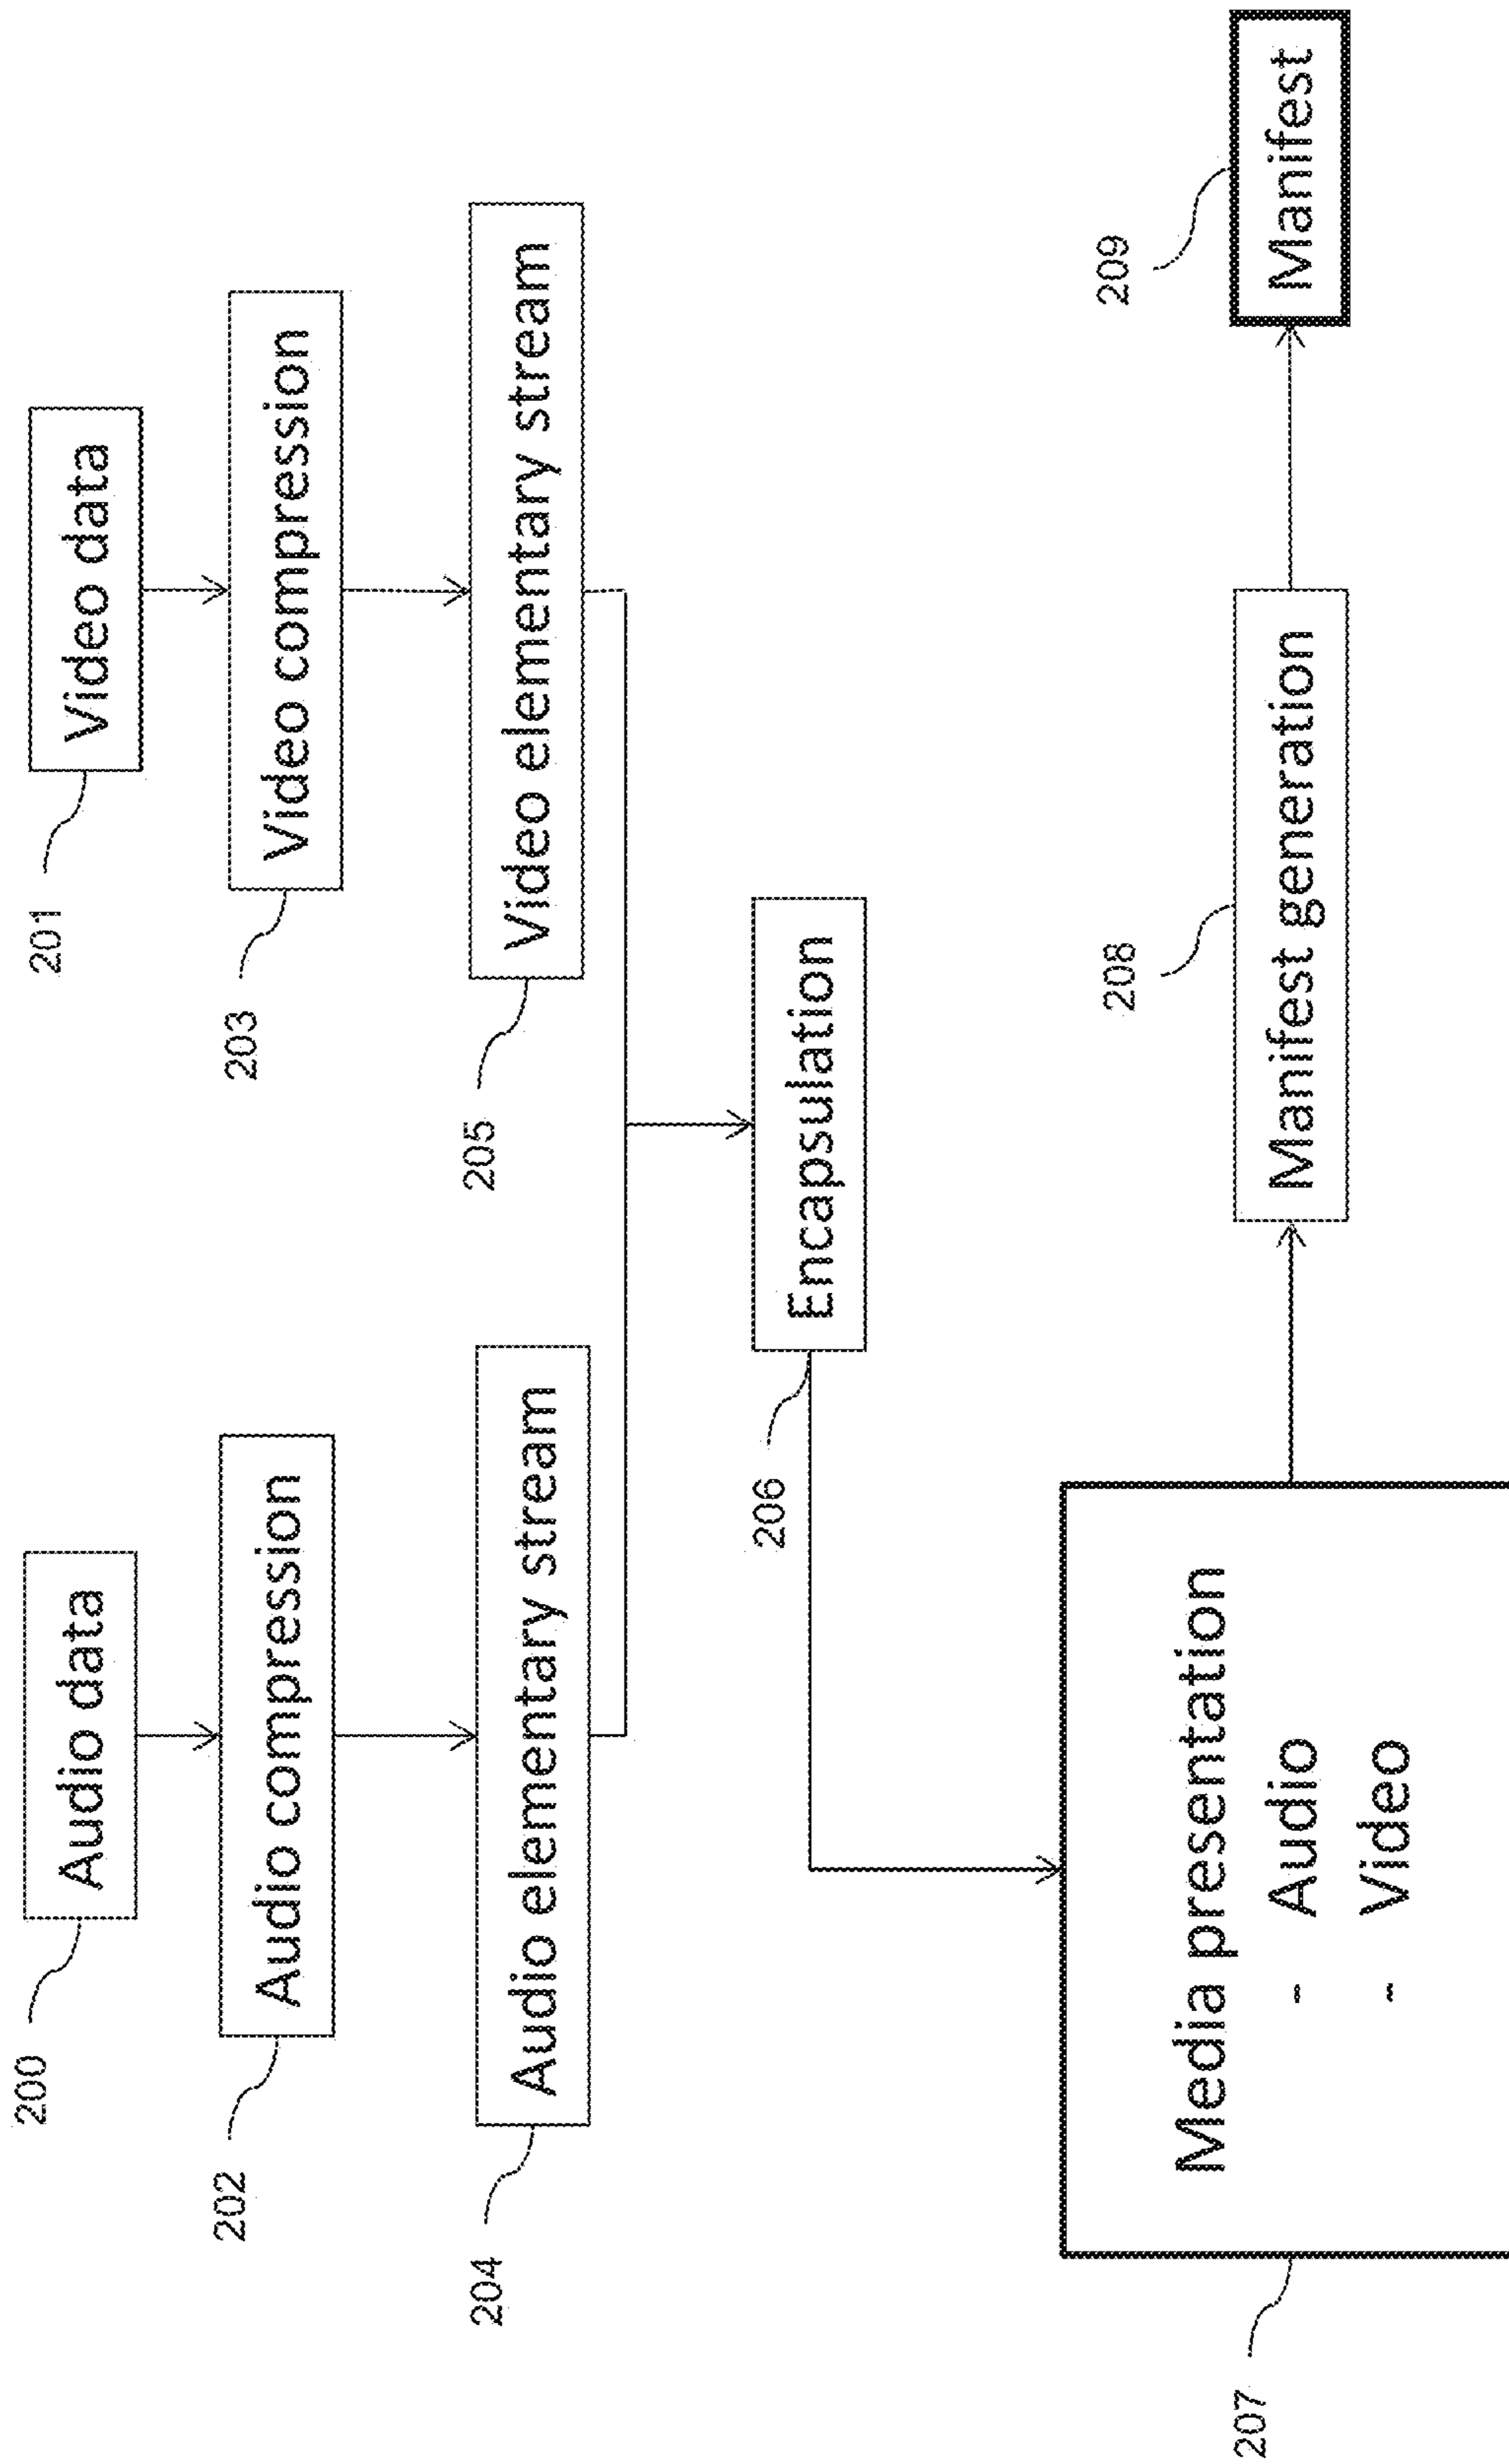 200
Audio data
201
Video data
202
Audio compression
203
Video compression
204
Audio elementary stream
205
Video elementary stream
206
Encapsulation
207
Media presentation
- Audio
- Video
208
Manifest generation
209
Manifest